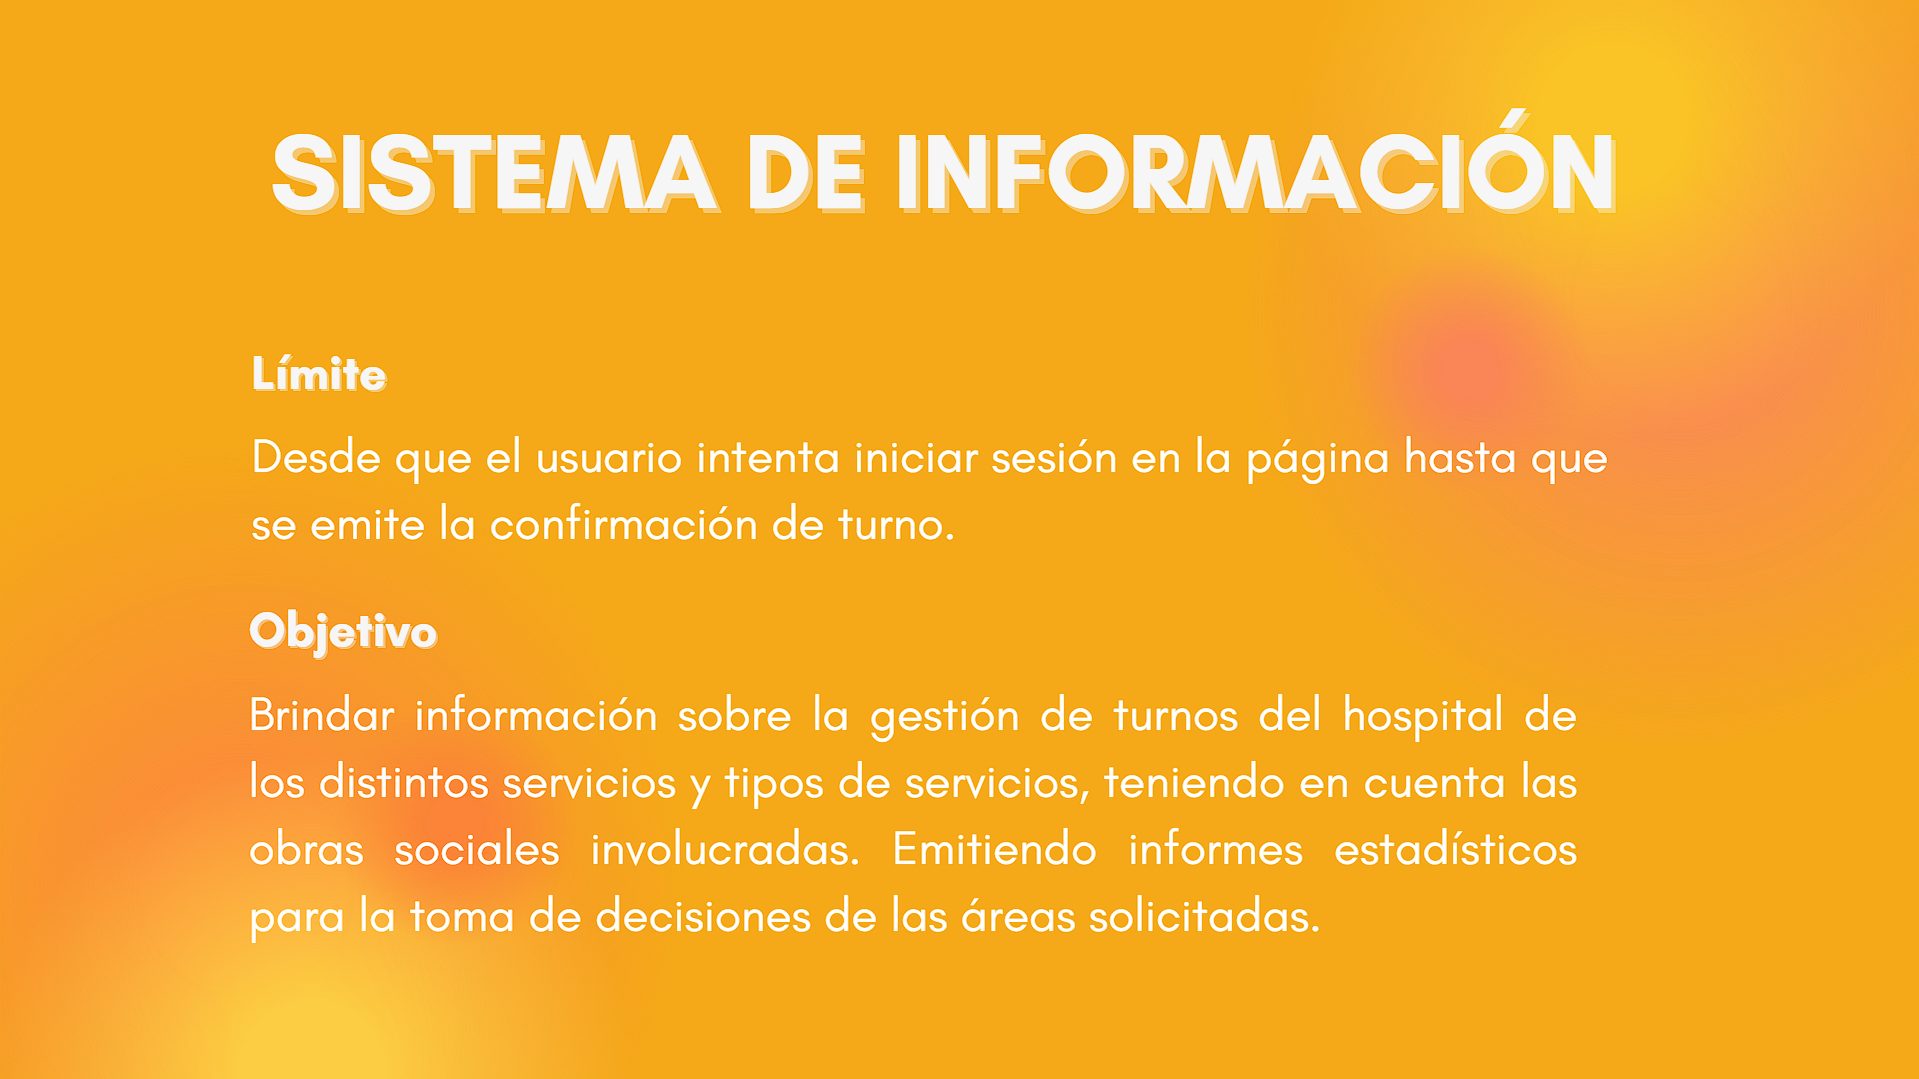 SISTEMA DE INFORMACIÓN
Límite
Desde que el usuario intenta iniciar sesión en la página hasta que
se emite la confirmación de turno.
Objetivo
Brindar información sobre la gestión de turnos del hospital de
los distintos servicios y tipos de servicios, teniendo en cuenta las
obras sociales involucradas. Emitiendo informes estadísticos
para la toma de decisiones de las áreas solicitadas.